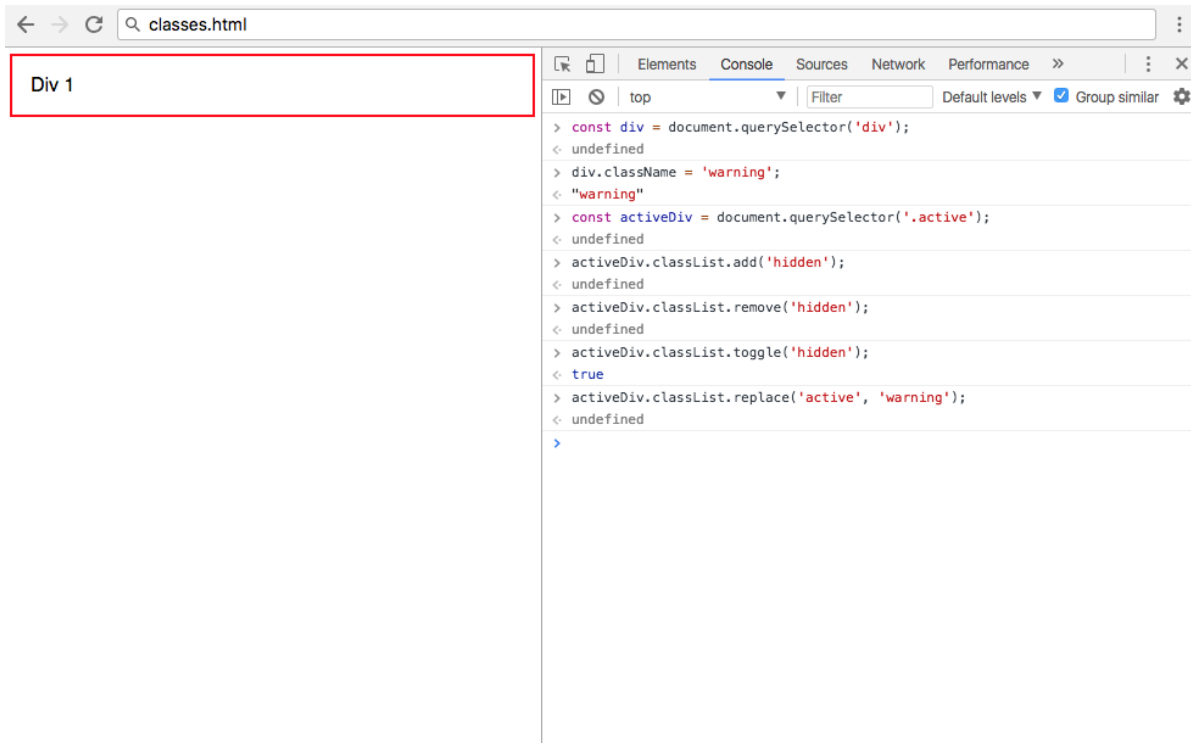 classes.html
Div 1
Elements Console Sources Network Performance »
top Filter Default levels Group similar
> const div = document.querySelector('div');
< undefined
> div.className = 'warning';
< "warning"
> const activeDiv = document.querySelector('.active');
< undefined
> activeDiv.classList.add('hidden');
< undefined
> activeDiv.classList.remove('hidden');
< undefined
> activeDiv.classList.toggle('hidden');
< true
> activeDiv.classList.replace('active', 'warning');
< undefined
>